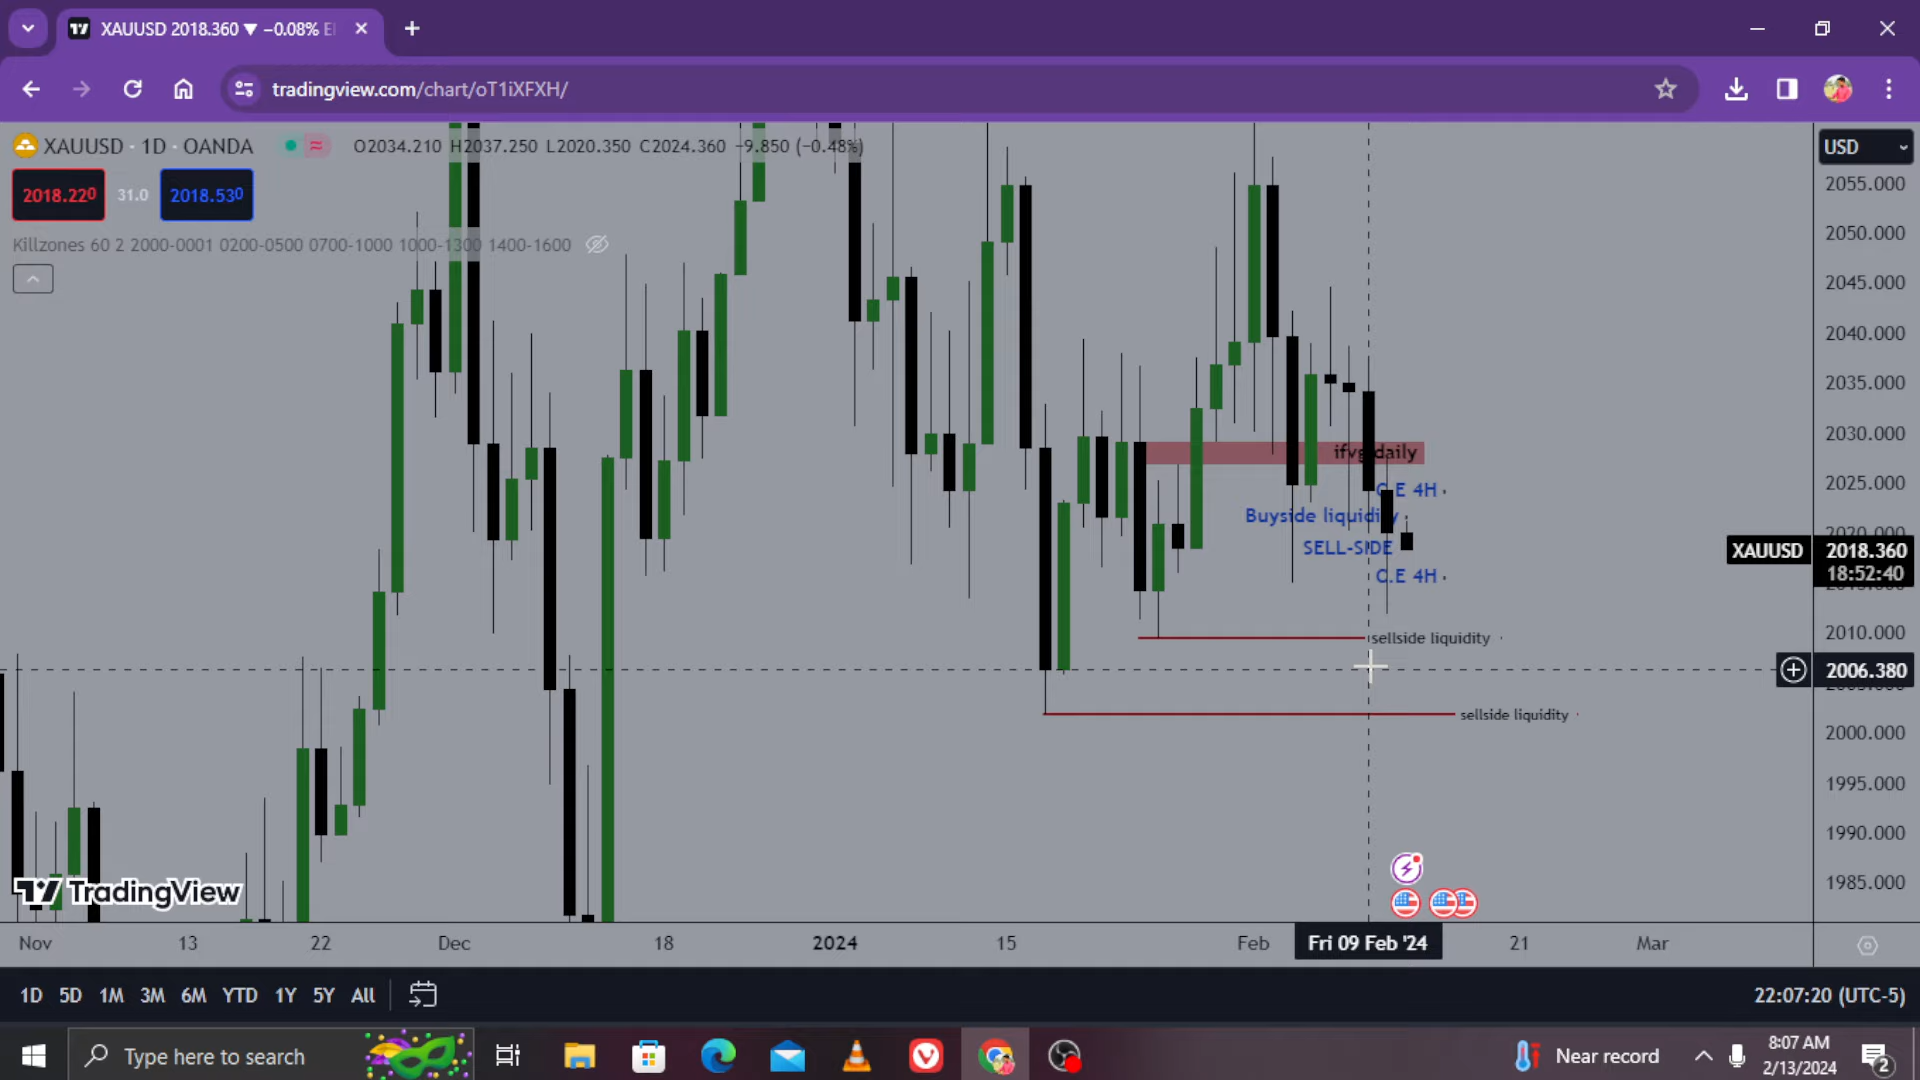 XAUUSD 2018.360 ▼ −0.08%
tradingview.com/chart/oT1iXFXH/
XAUUSD · 1D · OANDA
O2034.210 H2037.250 L2020.350 C2024.360 −9.850 (−0.48%)
USD
2018.220
31.0
2018.530
Killzones 60 2 2000-0001 0200-0500 0700-1000 1000-1300 1400-1600
2055.000
2050.000
2045.000
2040.000
2035.000
2030.000
2025.000
2020.000
XAUUSD 2018.360
18:52:40
2010.000
2006.380
2000.000
1995.000
1990.000
1985.000
ifvg daily
C.E 4H
Buyside liquidity
SELL-SIDE
C.E 4H
sellside liquidity
sellside liquidity
TradingView
Nov 13 22 Dec 18 2024 15 Feb Fri 09 Feb '24 21 Mar
1D 5D 1M 3M 6M YTD 1Y 5Y All
22:07:20 (UTC-5)
Type here to search
Near record
8:07 AM
2/13/2024
2